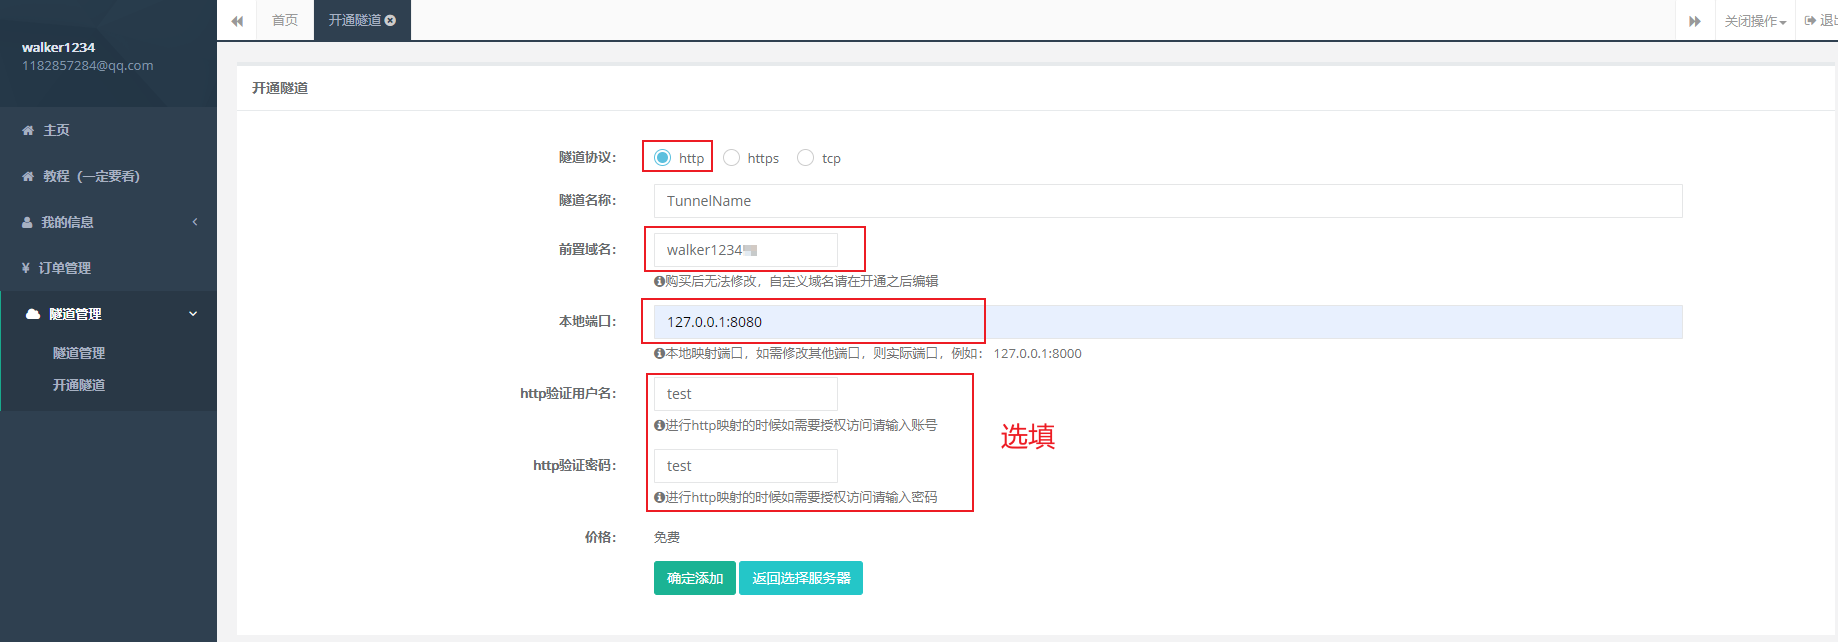 walker1234
1182857284@qq.com
主页
教程（一定要看）
我的信息
¥ 订单管理
隧道管理
隧道管理
开通隧道
首页
开通隧道
关闭操作
退出
开通隧道
隧道协议：
http
https
tcp
隧道名称：
TunnelName
前置域名：
walker1234
购买后无法修改，自定义域名请在开通之后编辑
本地端口：
127.0.0.1:8080
本地映射端口，如需修改其他端口，则实际端口，例如： 127.0.0.1:8000
http验证用户名：
test
进行http映射的时候如需要授权访问请输入账号
http验证密码：
test
进行http映射的时候如需要授权访问请输入密码
选填
价格：
免费
确定添加
返回选择服务器